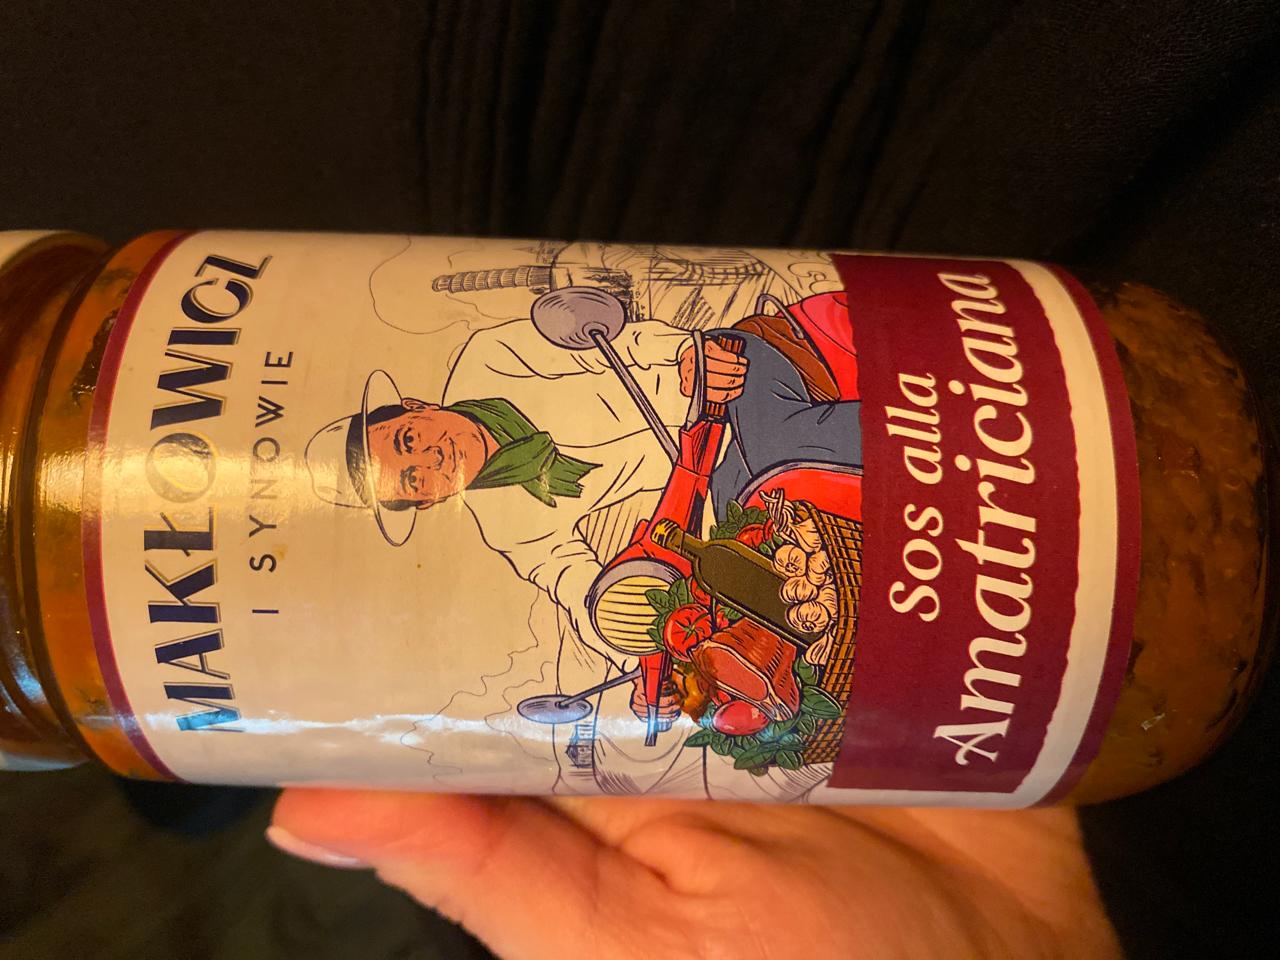 MAKŁOWICZ
I SYNOWIE
Sos alla
Amatriciana